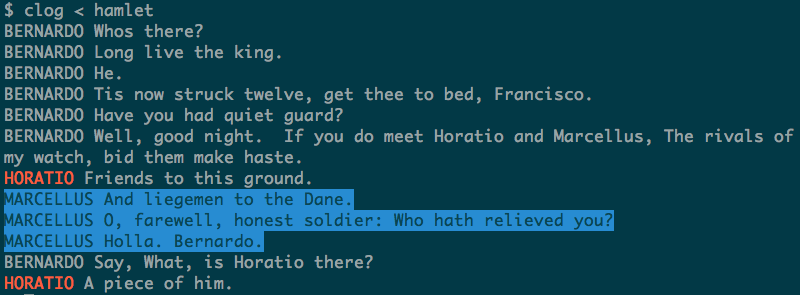 $ clog < hamlet
BERNARDO Whos there?
BERNARDO Long live the king.
BERNARDO He.
BERNARDO Tis now struck twelve, get thee to bed, Francisco.
BERNARDO Have you had quiet guard?
BERNARDO Well, good night.  If you do meet Horatio and Marcellus, The rivals of
my watch, bid them make haste.
HORATIO Friends to this ground.
MARCELLUS And liegemen to the Dane.
MARCELLUS O, farewell, honest soldier: Who hath relieved you?
MARCELLUS Holla. Bernardo.
BERNARDO Say, What, is Horatio there?
HORATIO A piece of him.